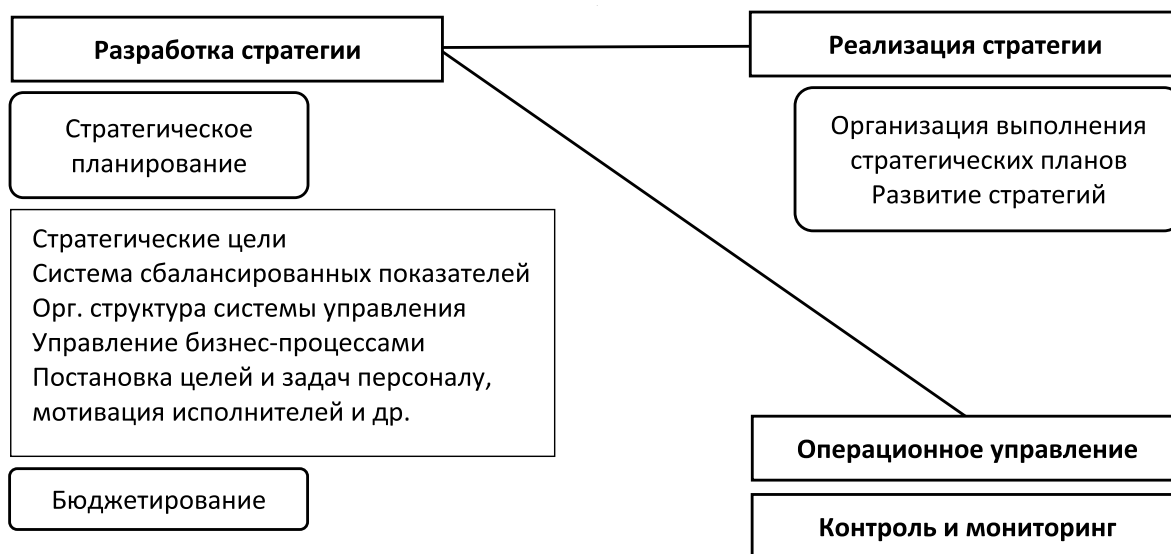 Разработка стратегии
Реализация стратегии
Стратегическое
планирование
Организация выполнения
стратегических планов
Развитие стратегий
Стратегические цели
Система сбалансированных показателей
Орг. структура системы управления
Управление бизнес-процессами
Постановка целей и задач персоналу,
мотивация исполнителей и др.
Операционное управление
Бюджетирование
Контроль и мониторинг